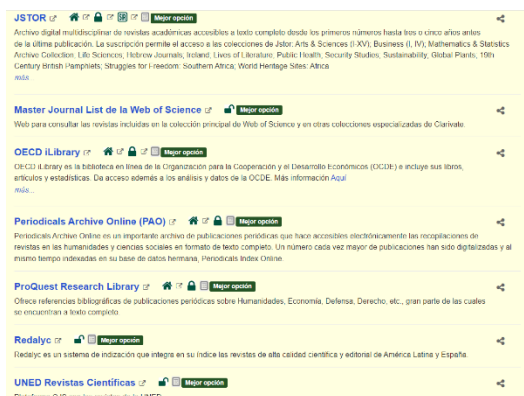 JSTOR SR Mejor opción
Archivo digital multidisciplinar de revistas académicas accesibles a texto completo desde los primeros números hasta tres o cinco años antes
de la última publicación. La suscripción permite el acceso a las colecciones de Jstor: Arts & Sciences (I-XV); Business (I, IV); Mathematics & Statistics
Archive Collection, Life Sciences, Hebrew Journals, Ireland, Lives of Literature, Public Health, Security Studies, Sustainability, Global Plants, 19th
Century British Pamphlets; Struggles for Freedom: Southern Africa; World Heritage Sites: Africa
más
Master Journal List de la Web of Science Mejor opción
Web para consultar las revistas incluidas en la colección principal de Web of Science y en otras colecciones especializadas de Clarivate.
OECD iLibrary Mejor opción
OECD iLibrary es la biblioteca en línea de la Organización para la Cooperación y el Desarrollo Económicos (OCDE) e incluye sus libros,
artículos y estadísticas. Da acceso además a los análisis y datos de la OCDE. Más información Aquí
más...
Periodicals Archive Online (PAO) Mejor opción
Periodicals Archive Online es un importante archivo de publicaciones periódicas que hace accesibles electrónicamente las recopilaciones de
revistas en las humanidades y ciencias sociales en formato de texto completo. Un número cada vez mayor de publicaciones han sido digitalizadas y al
mismo tiempo indexadas en su base de datos hermana, Periodicals Index Online.
ProQuest Research Library Mejor opción
Ofrece referencias bibliográficas de publicaciones periódicas sobre Humanidades, Economía, Defensa, Derecho, etc., gran parte de las cuales
se encuentran a texto completo.
Redalyc Mejor opción
Redalyc es un sistema de indización que integra en su índice las revistas de alta calidad científica y editorial de América Latina y España.
UNED Revistas Científicas Mejor opción